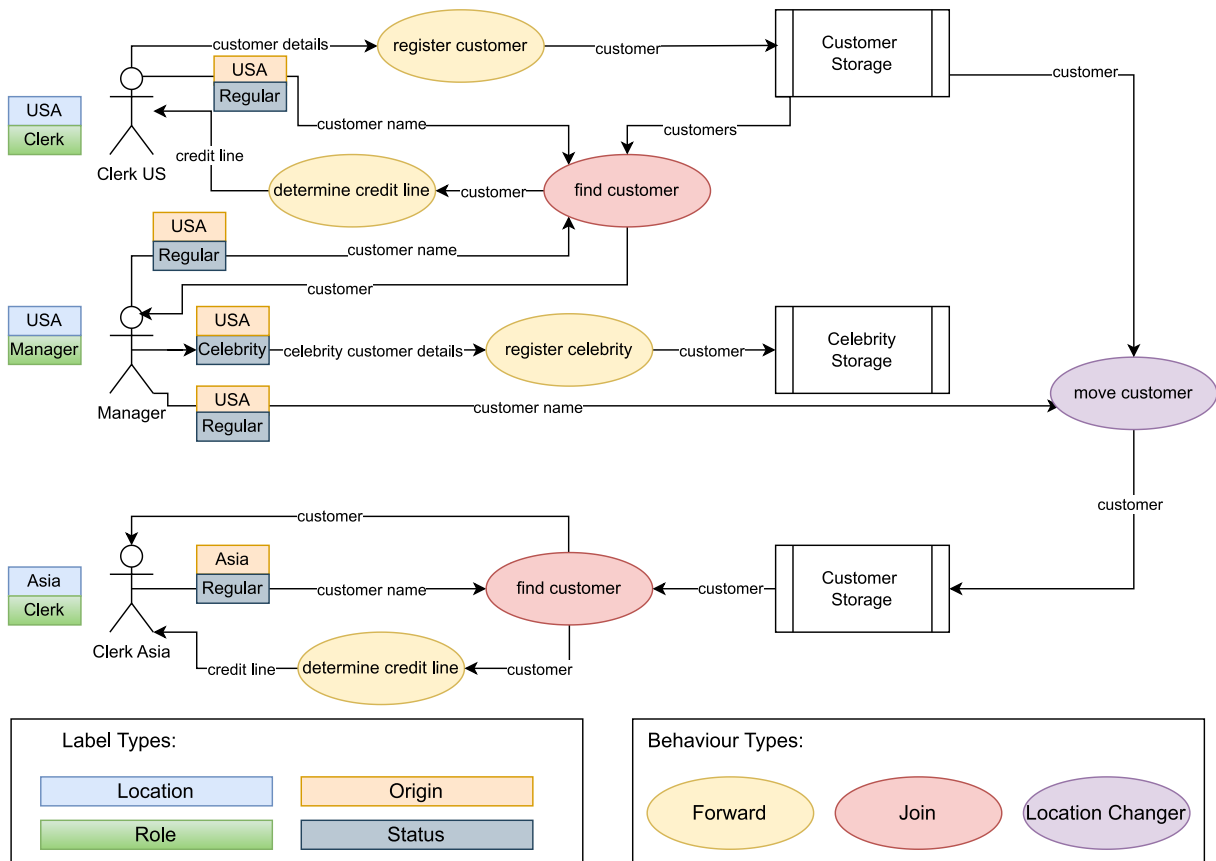 customer details
register customer
customer
Customer
Storage
customer
USA
Regular
USA
Clerk
Clerk US
customer name
customers
credit line
determine credit line
customer
find customer
USA
Regular
customer name
customer
USA
Manager
Manager
USA
Celebrity
celebrity customer details
register celebrity
customer
Celebrity
Storage
move customer
USA
Regular
customer name
customer
customer
Asia
Clerk
Clerk Asia
Asia
Regular
customer name
find customer
customer
Customer
Storage
credit line
determine credit line
customer
Label Types:
Location
Origin
Role
Status
Behaviour Types:
Forward
Join
Location Changer